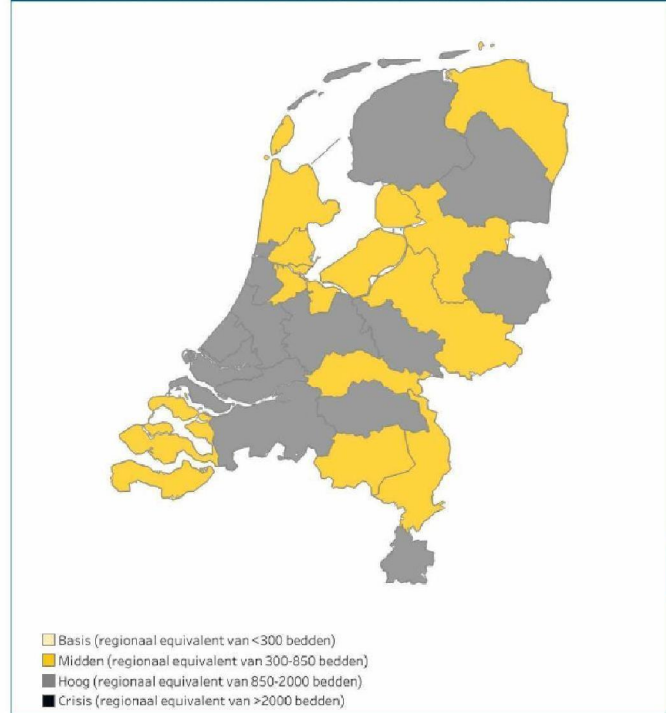 Basis (regionaal equivalent van <300 bedden)
Midden (regionaal equivalent van 300-850 bedden)
Hoog (regionaal equivalent van 850-2000 bedden)
Crisis (regionaal equivalent van >2000 bedden)